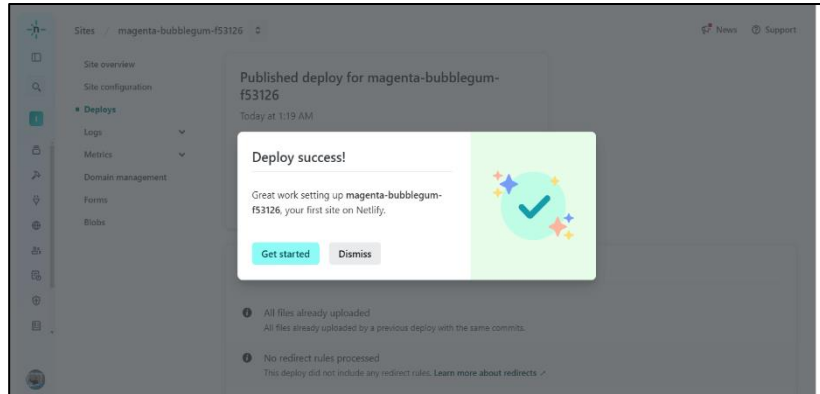 Sites / magenta-bubblegum-f53126
News
Support
Site overview
Site configuration
Deploys
Logs
Metrics
Domain management
Forms
Blobs
Published deploy for magenta-bubblegum-
f53126
Today at 1:19 AM
Deploy success!
Great work setting up magenta-bubblegum-
f53126, your first site on Netlify.
Get started
Dismiss
All files already uploaded
All files already uploaded by a previous deploy with the same commits.
No redirect rules processed
This deploy did not include any redirect rules. Learn more about redirects ↗